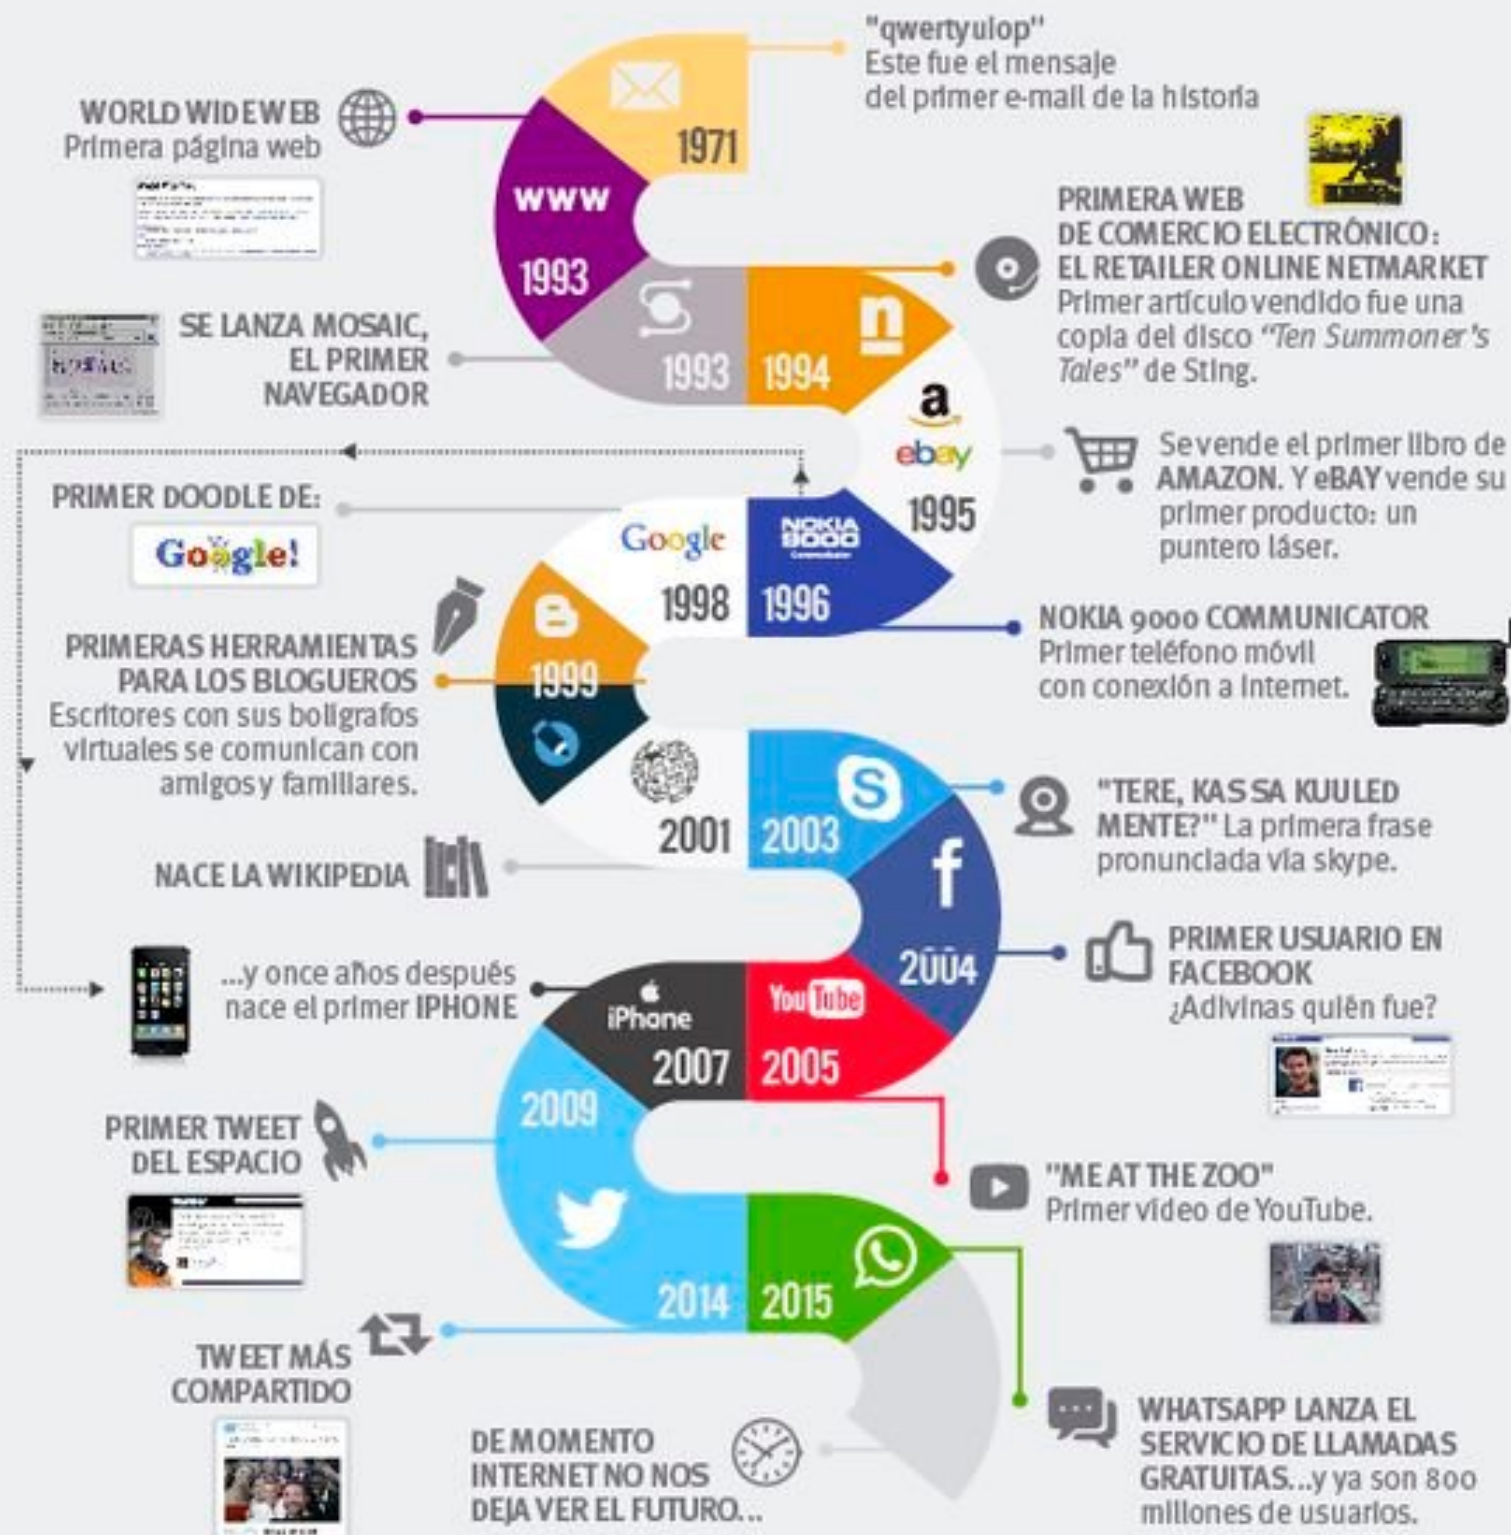 "qwertyuiop"
Este fue el mensaje
del primer e-mail de la historia
1971
WORLD WIDE WEB
Primera página web
www
1993
SE LANZA MOSAIC,
EL PRIMER
NAVEGADOR
1993
PRIMERA WEB
DE COMERCIO ELECTRÓNICO:
EL RETAILER ONLINE NETMARKET
Primer artículo vendido fue una
copia del disco "Ten Summoner's
Tales" de Sting.
n
1994
a
ebay
1995
Se vende el primer libro de
AMAZON. Y eBAY vende su
primer producto: un
puntero láser.
NOKIA
9000
Communicator
1996
NOKIA 9000 COMMUNICATOR
Primer teléfono móvil
con conexión a Internet.
PRIMER DOODLE DE:
Google!
Google
1998
PRIMERAS HERRAMIENTAS
PARA LOS BLOGUEROS
Escritores con sus boligrafos
virtuales se comunican con
amigos y familiares.
1999
NACE LA WIKIPEDIA
2001
S
2003
"TERE, KAS SA KUULED
MENTE?" La primera frase
pronunciada vía skype.
f
2004
PRIMER USUARIO EN
FACEBOOK
¿Adivinas quién fue?
YouTube
2005
"ME AT THE ZOO"
Primer vídeo de YouTube.
...y once años después
nace el primer IPHONE
iPhone
2007
PRIMER TWEET
DEL ESPACIO
2009
TWEET MÁS
COMPARTIDO
2014
2015
WHATSAPP LANZA EL
SERVICIO DE LLAMADAS
GRATUITAS...y ya son 800
millones de usuarios.
DE MOMENTO
INTERNET NO NOS
DEJA VER EL FUTURO...